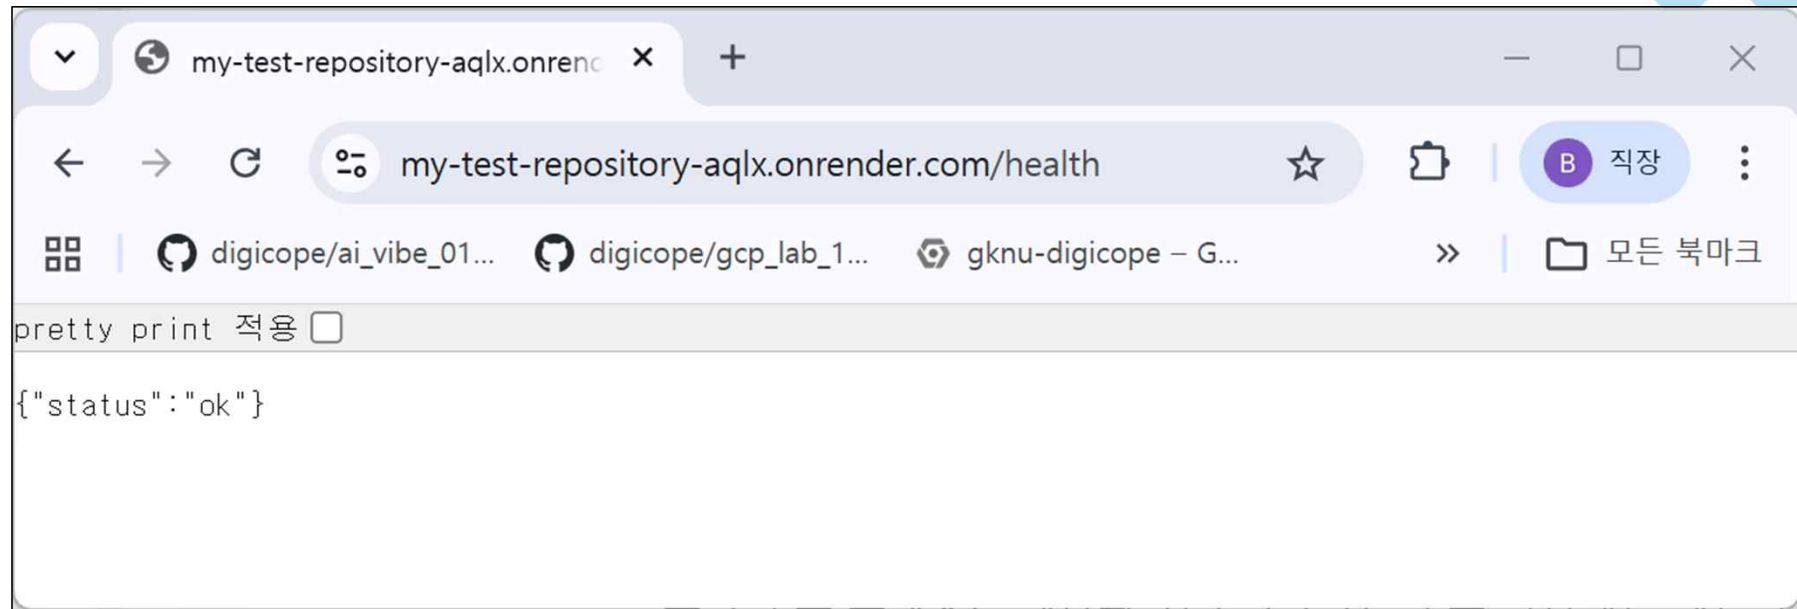 my-test-repository-aqlx.onrend
my-test-repository-aqlx.onrender.com/health
B 직장
digicope/ai_vibe_01... digicope/gcp_lab_1... gknu-digicope – G... » 모든 북마크
pretty print 적용
{"status":"ok"}